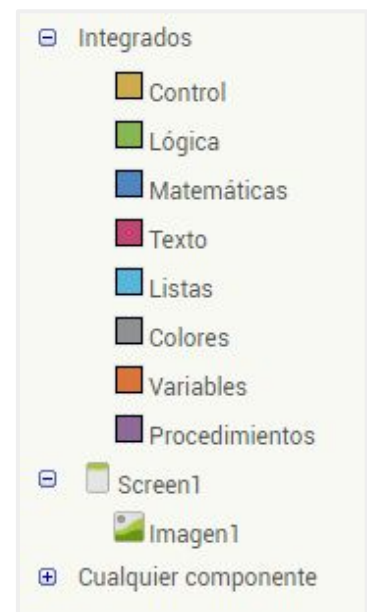 Integrados
Control
Lógica
Matemáticas
Texto
Listas
Colores
Variables
Procedimientos
Screen1
Imagen1
Cualquier componente